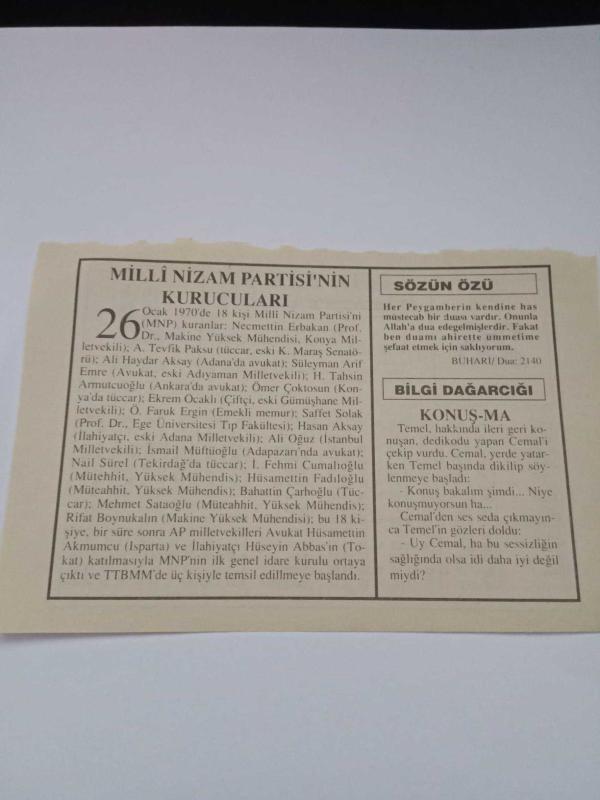 MİLLÎ NİZAM PARTİSİ'NİN
KURUCULARI
26 Ocak 1970'de 18 kişi Milli Nizam Partisi'ni
(MNP) kuranlar: Necmettin Erbakan (Prof.
Dr., Makine Yüksek Mühendisi, Konya Mil-
letvekili); A. Tevfik Paksu (tüccar, eski K. Maraş Senatö-
rü); Ali Haydar Aksay (Adana'da avukat); Süleyman Arif
Emre (Avukat, eski Adıyaman Milletvekili); H. Tahsin
Armutcuoğlu (Ankara'da avukat); Ömer Çoktosun (Kon-
ya'da tüccar); Ekrem Ocaklı (Çiftçi, eski Gümüşhane Mil-
letvekili); Ö. Faruk Ergin (Emekli memur); Saffet Solak
(Prof. Dr., Ege Üniversitesi Tıp Fakültesi); Hasan Aksay
(İlahiyatçı, eski Adana Milletvekili); Ali Oğuz (İstanbul
Milletvekili); İsmail Müftüoğlu (Adapazarı'nda avukat);
Nail Sürel (Tekirdağ'da tüccar); İ. Fehmi Cumalıoğlu
(Mütehhit, Yüksek Mühendis); Hüsamettin Fadıloğlu
(Müteahhit, Yüksek Mühendis); Bahattin Çarhoğlu (Tüc-
car); Mehmet Sataoğlu (Müteahhit, Yüksek Mühendis);
Rifat Boynukalın (Makine Yüksek Mühendisi); bu 18 ki-
şiye, bir süre sonra AP milletvekilleri Avukat Hüsamettin
Akmumcu (Isparta) ve İlahiyatçı Hüseyin Abbas'ın (To-
kat) katılmasıyla MNP'nin ilk genel idare kurulu ortaya
çıktı ve TTBMM'de üç kişiyle temsil edillmeye başlandı.
SÖZÜN ÖZÜ
Her Peygamberin kendine has
müstecab bir duası vardır. Onunla
Allah'a dua edegelmişlerdir. Fakat
ben duamı ahirette ümmetime
şefaat etmek için saklıyorum.
BUHARİ/ Dua: 2140
BİLGİ DAĞARCIĞI
KONUŞ-MA
Temel, hakkında ileri geri ko-
nuşan, dedikodu yapan Cemal'i
çekip vurdu. Cemal, yerde yatar-
ken Temel başında dikilip söy-
lenmeye başladı:
- Konuş bakalım şimdi... Niye
konuşmuyorsun ha...
Cemal'den ses seda çıkmayın-
ca Temel'in gözleri doldu:
- Uy Cemal, ha bu sessizliğin
sağlığında olsa idi daha iyi değil
miydi?